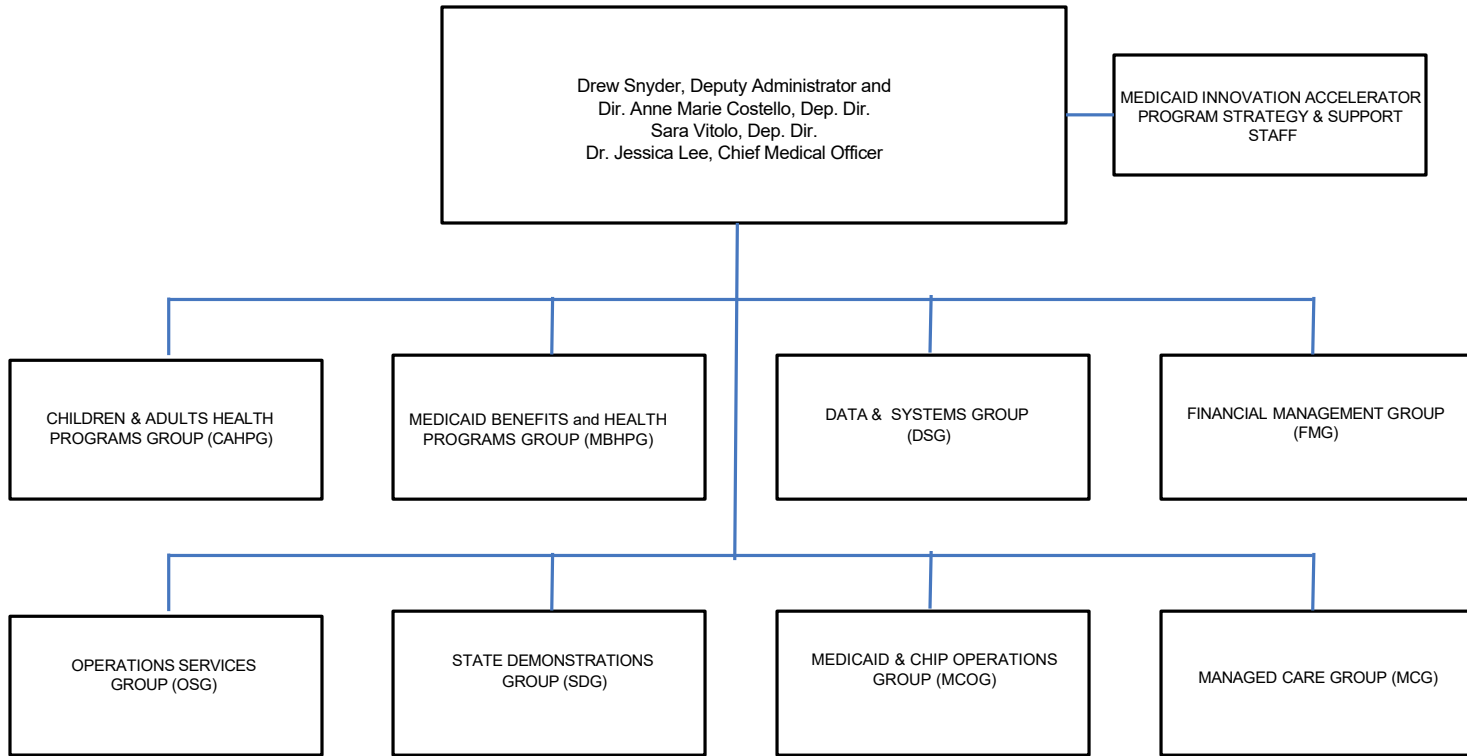 Drew Snyder, Deputy Administrator and
Dir. Anne Marie Costello, Dep. Dir.
Sara Vitolo, Dep. Dir.
Dr. Jessica Lee, Chief Medical Officer
MEDICAID INNOVATION ACCELERATOR
PROGRAM STRATEGY & SUPPORT
STAFF
CHILDREN & ADULTS HEALTH
PROGRAMS GROUP (CAHPG)
MEDICAID BENEFITS and HEALTH
PROGRAMS GROUP (MBHPG)
DATA & SYSTEMS GROUP
(DSG)
FINANCIAL MANAGEMENT GROUP
(FMG)
OPERATIONS SERVICES
GROUP (OSG)
STATE DEMONSTRATIONS
GROUP (SDG)
MEDICAID & CHIP OPERATIONS
GROUP (MCOG)
MANAGED CARE GROUP (MCG)